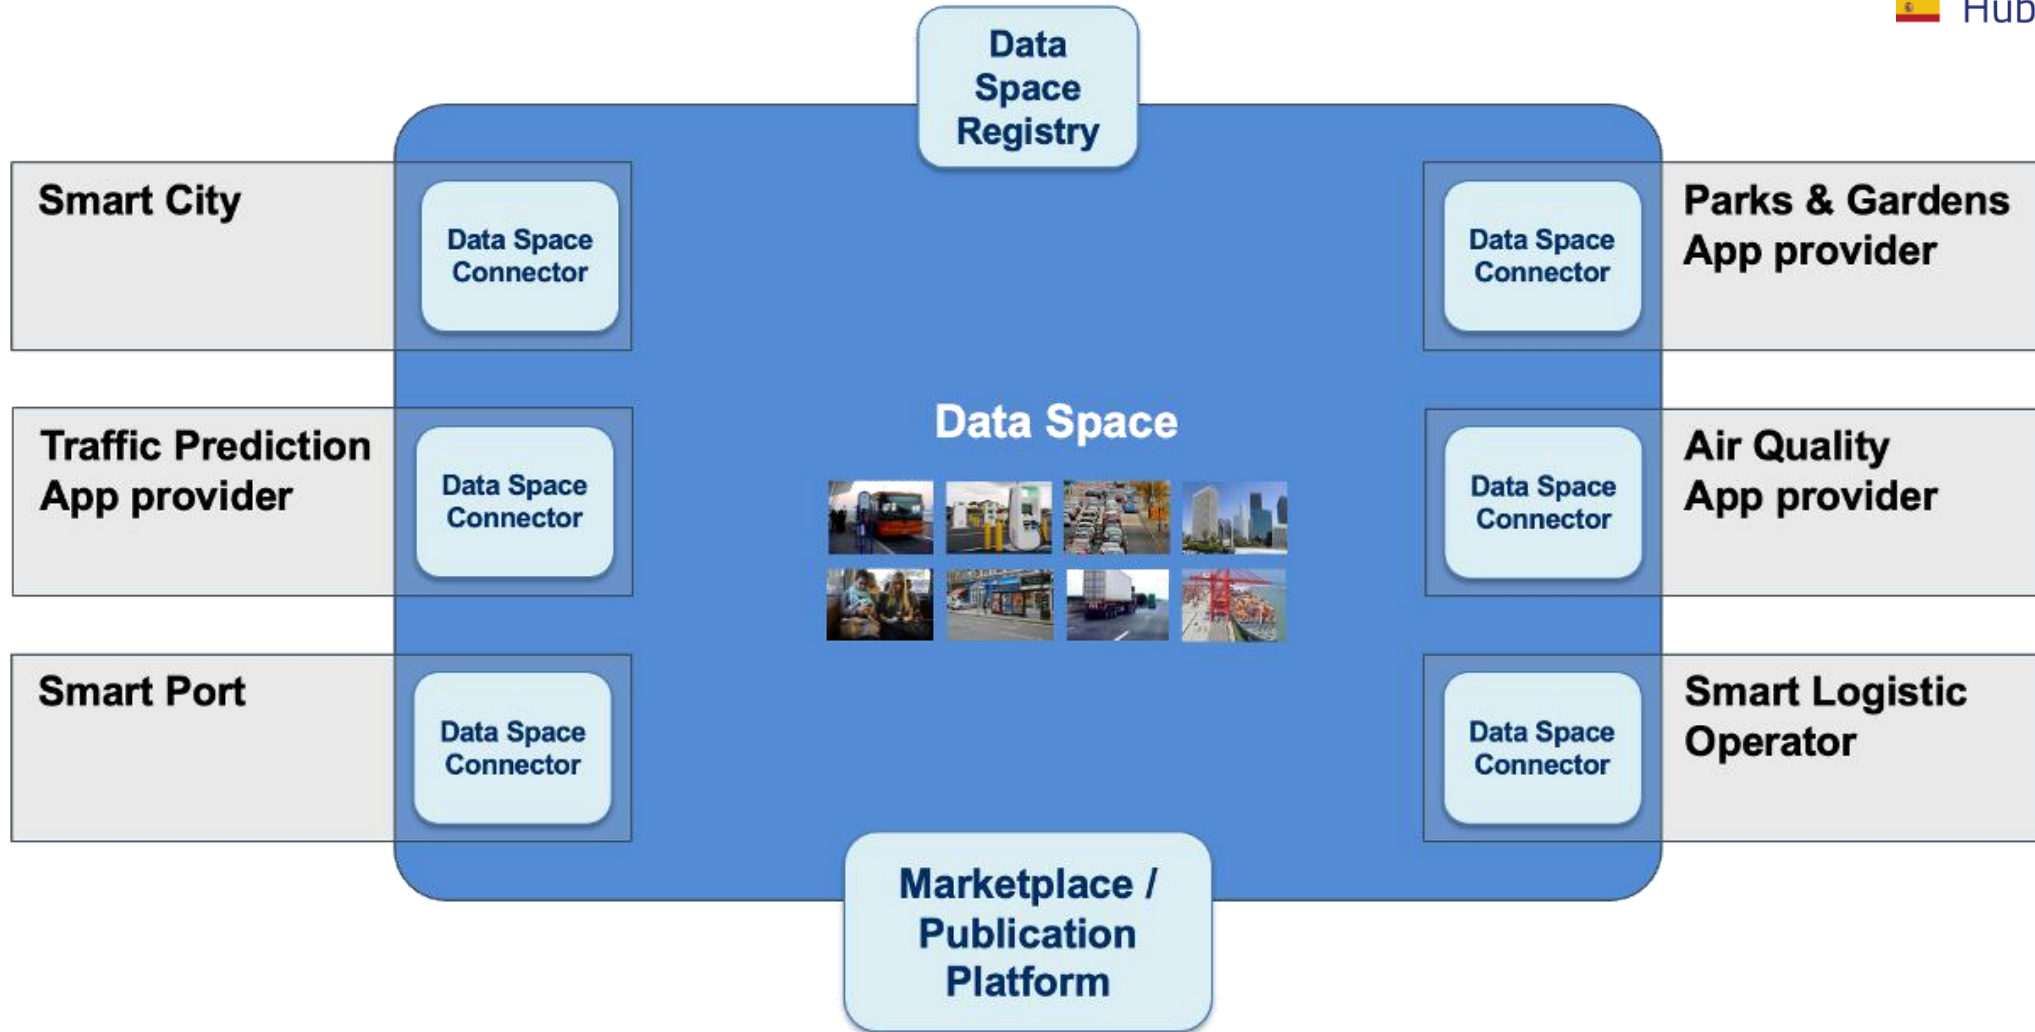 Hub
Data
Space
Registry
Smart City
Data Space
Connector
Data Space
Connector
Parks & Gardens
App provider
Traffic Prediction
App provider
Data Space
Connector
Data Space
Data Space
Connector
Air Quality
App provider
Smart Port
Data Space
Connector
Data Space
Connector
Smart Logistic
Operator
Marketplace /
Publication
Platform